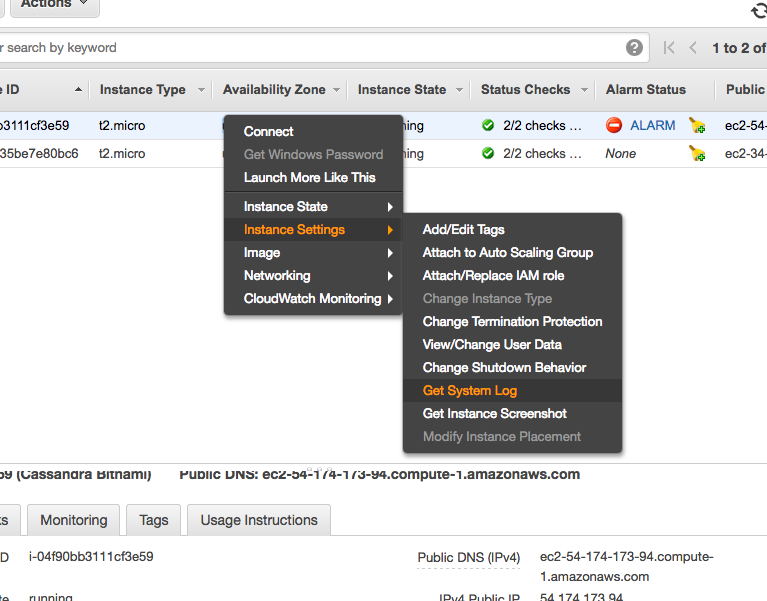 Actions
r search by keyword
1 to 2 of
ID Instance Type Availability Zone Instance State Status Checks Alarm Status Public
3111cf3e59 t2.micro ning 2/2 checks … ALARM ec2-54-
35be7e80bc6 t2.micro ning 2/2 checks … None ec2-34-
Connect
Get Windows Password
Launch More Like This
Instance State
Instance Settings
Image
Networking
CloudWatch Monitoring
Add/Edit Tags
Attach to Auto Scaling Group
Attach/Replace IAM role
Change Instance Type
Change Termination Protection
View/Change User Data
Change Shutdown Behavior
Get System Log
Get Instance Screenshot
Modify Instance Placement
59 (Cassandra Bitnami) Public DNS: ec2-54-174-173-94.compute-1.amazonaws.com
ks Monitoring Tags Usage Instructions
D i-04f90bb3111cf3e59 Public DNS (IPv4) ec2-54-174-173-94.compute-
1.amazonaws.com
te running IPv4 Public IP 54.174.173.94